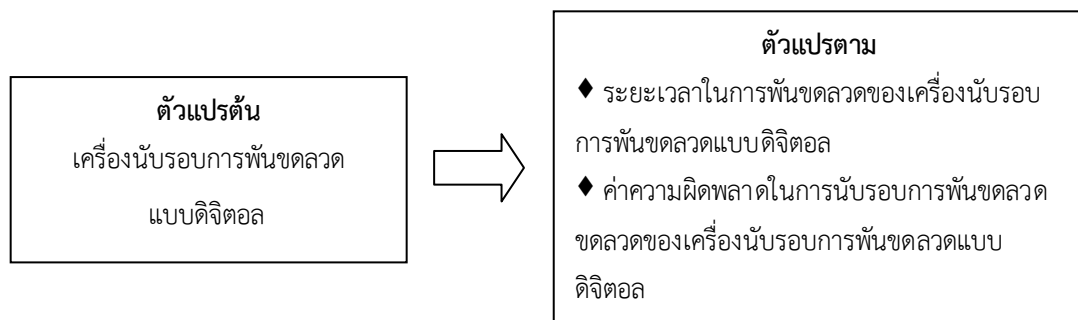 ตัวแปรต้น
เครื่องนับรอบการพันขดลวด
แบบดิจิตอล
ตัวแปรตาม
♦ ระยะเวลาในการพันขดลวดของเครื่องนับรอบ
การพันขดลวดแบบดิจิตอล
♦ ค่าความผิดพลาดในการนับรอบการพันขดลวด
ขดลวดของเครื่องนับรอบการพันขดลวดแบบ
ดิจิตอล